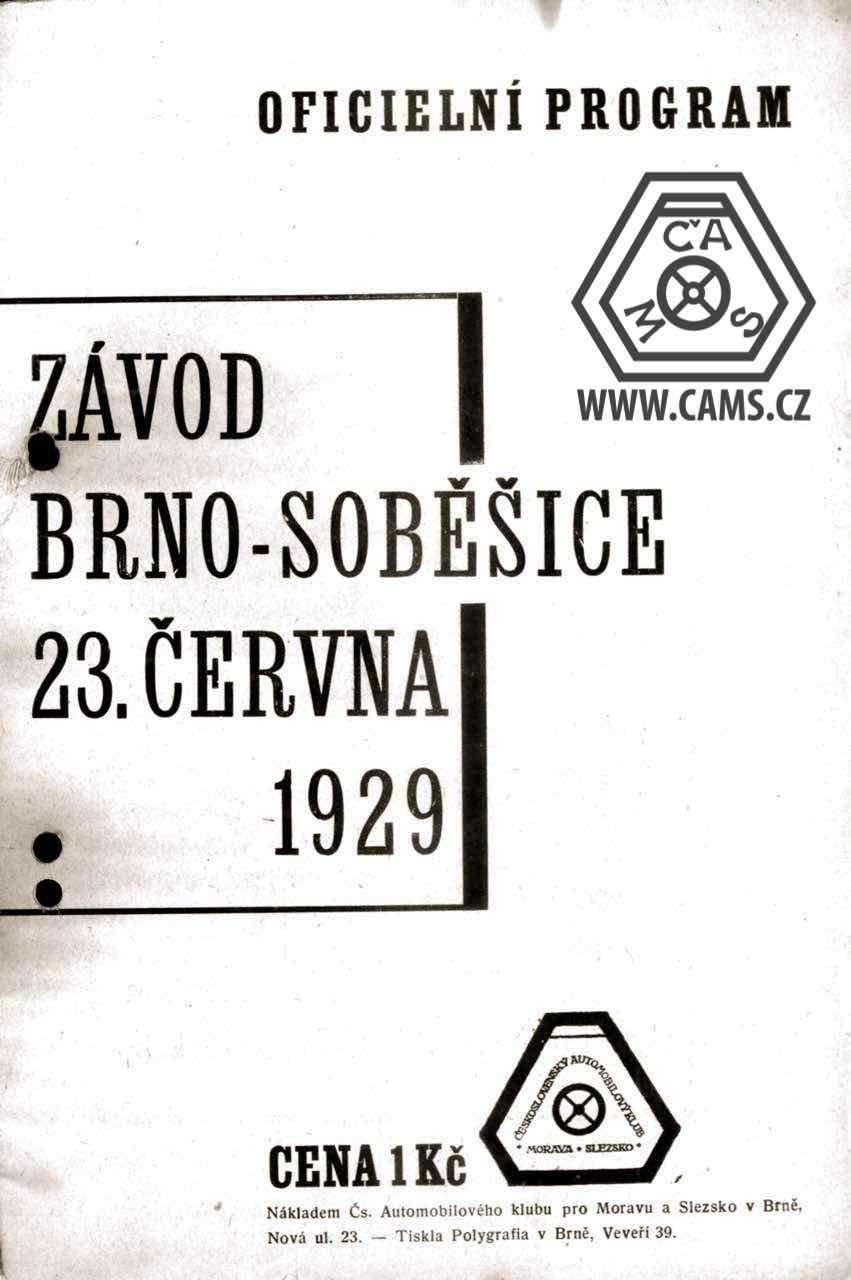 OFICIELNÍ PROGRAM
ČAMS
WWW.CAMS.CZ
ZÁVOD
BRNO-SOBĚŠICE
23. ČERVNA
1929
ČESKOSLOVENSKÝ AUTOMOBILOVÝ KLUB
MORAVA • SLEZSKO
CENA 1 Kč
Nákladem Čs. Automobilového klubu pro Moravu a Slezsko v Brně,
Nová ul. 23. — Tiskla Polygrafia v Brně, Veveří 39.